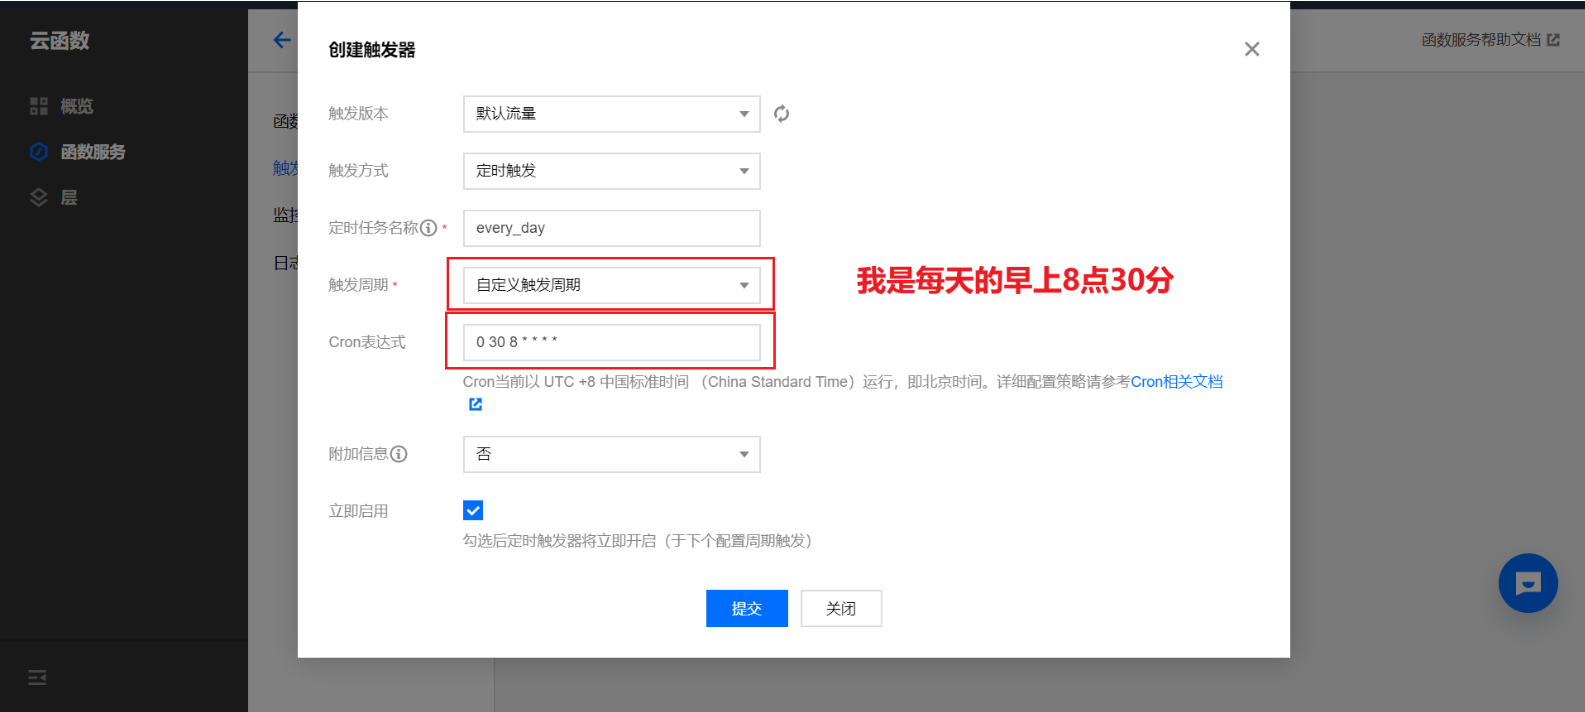 云函数
概览
函数服务
层
函数
触发
监控
日志
函数服务帮助文档
创建触发器
触发版本
默认流量
触发方式
定时触发
定时任务名称 *
every_day
触发周期 *
自定义触发周期
我是每天的早上8点30分
Cron表达式
0 30 8 * * * *
Cron当前以 UTC +8 中国标准时间 （China Standard Time）运行，即北京时间。详细配置策略请参考Cron相关文档
附加信息
否
立即启用
勾选后定时触发器将立即开启（于下个配置周期触发）
提交
关闭